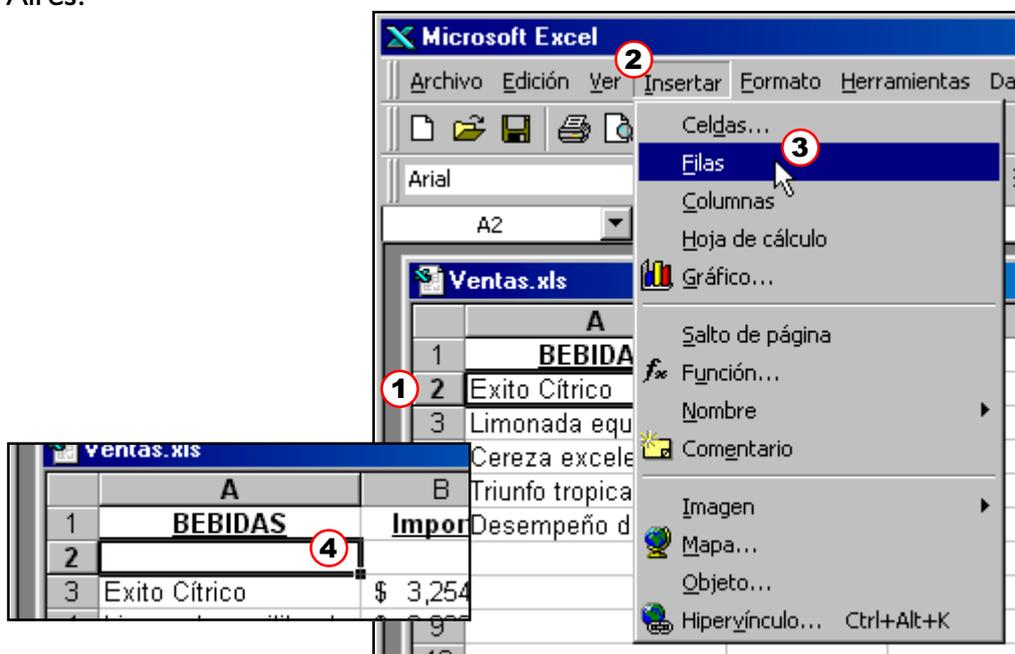 Aires.
Microsoft Excel
2
Archivo Edición Ver Insertar Formato Herramientas Da
Celdas...
3
Filas
Arial
Columnas
A2
Hoja de cálculo
Ventas.xls
Gráfico...
A
Salto de página
1 BEBIDA
Función...
1
2 Exito Cítrico
3 Limonada equ
Nombre
Cereza excele
Comentario
Triunfo tropica
Imagen
Desempeño d
Mapa...
Objeto...
Hipervínculo... Ctrl+Alt+K
9
10
Ventas.xls
A B
1 BEBIDAS Impor
2
4
3 Exito Cítrico $ 3,254